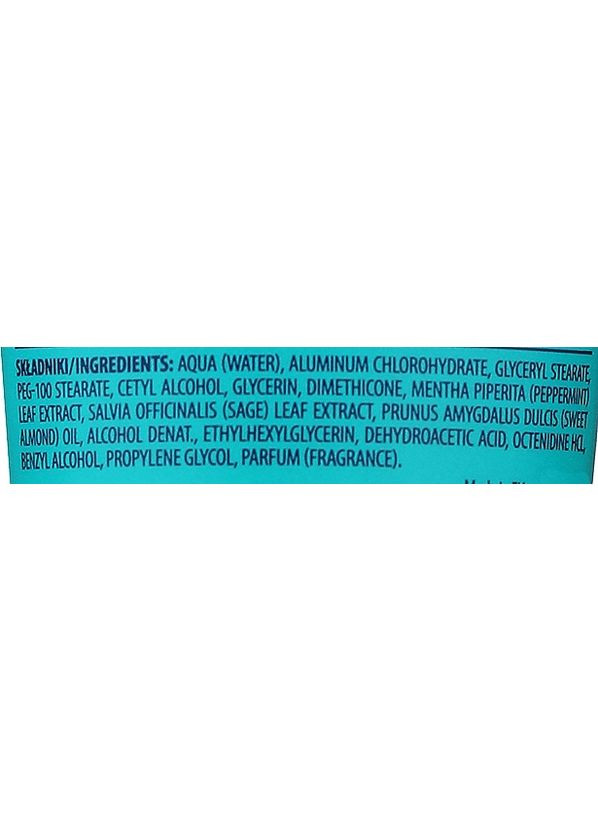 SKŁADNIKI/INGREDIENTS: AQUA (WATER), ALUMINUM CHLOROHYDRATE, GLYCERYL STEARATE,
PEG-100 STEARATE, CETYL ALCOHOL, GLYCERIN, DIMETHICONE, MENTHA PIPERITA (PEPPERMINT)
LEAF EXTRACT, SALVIA OFFICINALIS (SAGE) LEAF EXTRACT, PRUNUS AMYGDALUS DULCIS (SWEET
ALMOND) OIL, ALCOHOL DENAT., ETHYLHEXYLGLYCERIN, DEHYDROACETIC ACID, OCTENIDINE HCL,
BENZYL ALCOHOL, PROPYLENE GLYCOL, PARFUM (FRAGRANCE).